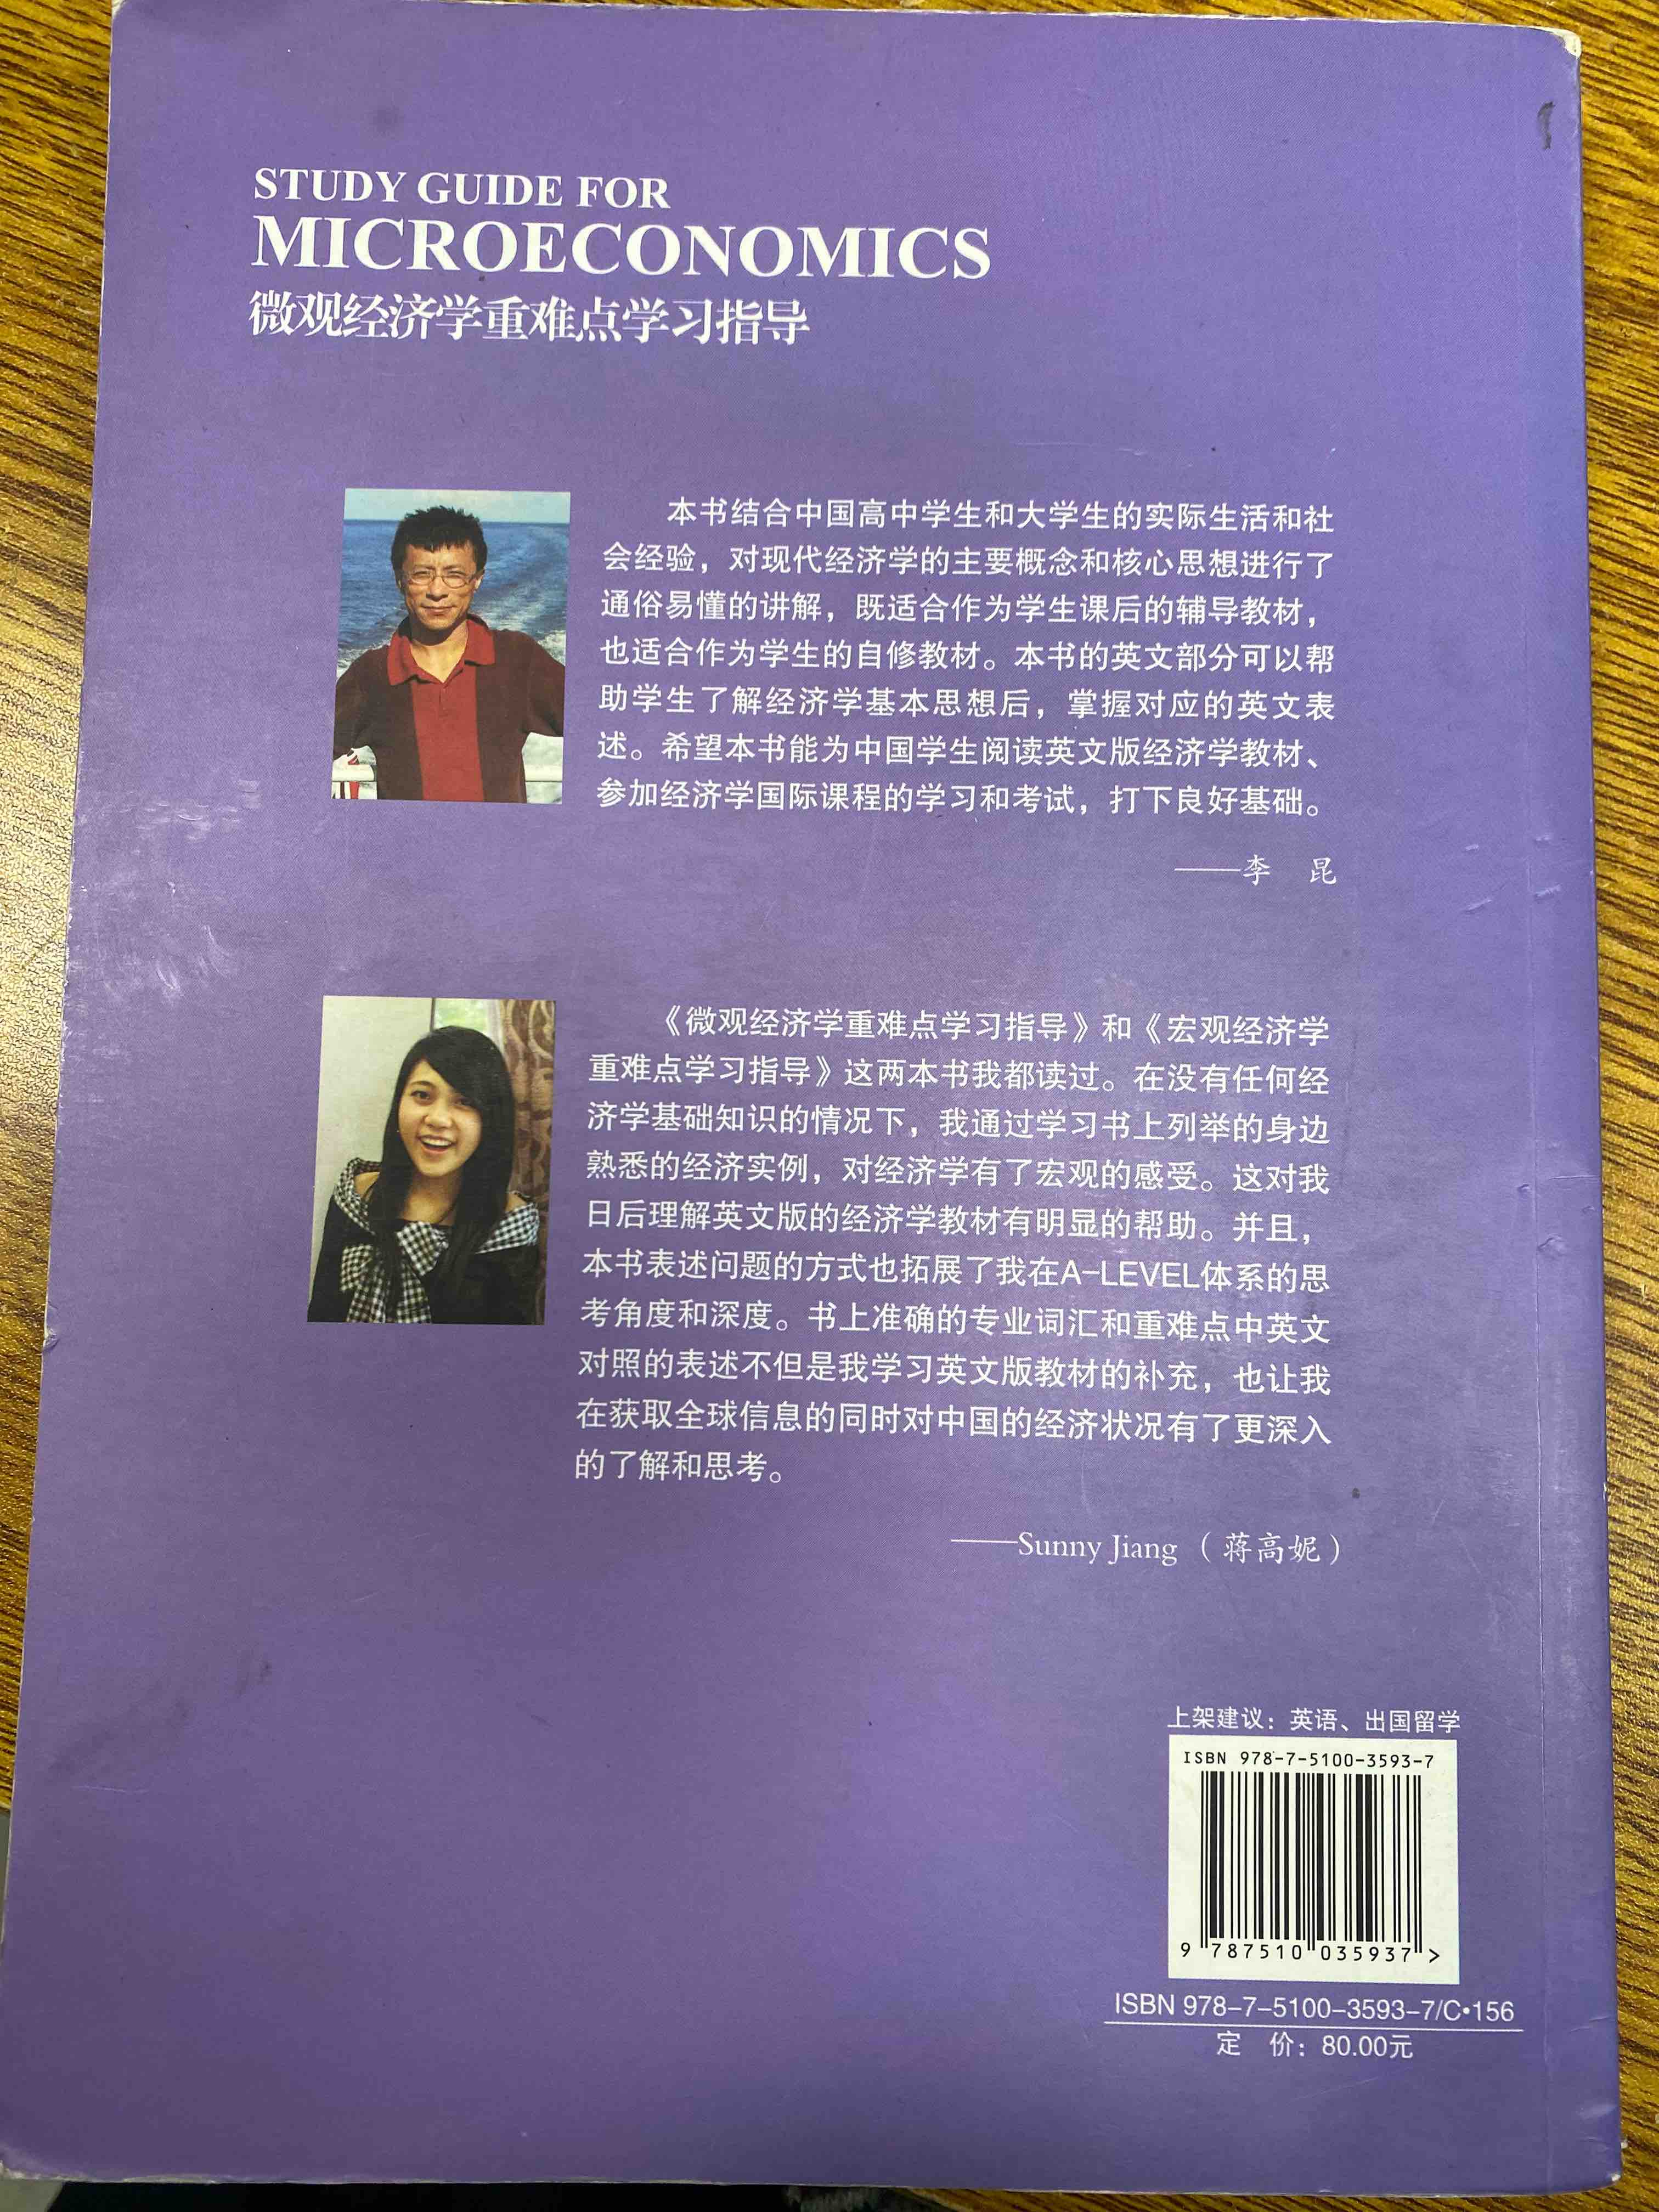 STUDY GUIDE FOR
MICROECONOMICS
微观经济学重难点学习指导
本书结合中国高中学生和大学生的实际生活和社
会经验，对现代经济学的主要概念和核心思想进行了
通俗易懂的讲解，既适合作为学生课后的辅导教材，
也适合作为学生的自修教材。本书的英文部分可以帮
助学生了解经济学基本思想后，掌握对应的英文表
述。希望本书能为中国学生阅读英文版经济学教材、
参加经济学国际课程的学习和考试，打下良好基础。
——李　昆
《微观经济学重难点学习指导》和《宏观经济学
重难点学习指导》这两本书我都读过。在没有任何经
济学基础知识的情况下，我通过学习书上列举的身边
熟悉的经济实例，对经济学有了宏观的感受。这对我
日后理解英文版的经济学教材有明显的帮助。并且，
本书表述问题的方式也拓展了我在A-LEVEL体系的思
考角度和深度。书上准确的专业词汇和重难点中英文
对照的表述不但是我学习英文版教材的补充，也让我
在获取全球信息的同时对中国的经济状况有了更深入
的了解和思考。
——Sunny Jiang（蒋高妮）
上架建议：英语、出国留学
ISBN 978-7-5100-3593-7
9 787510 035937 >
ISBN 978-7-5100-3593-7/C·156
定　价：80.00元